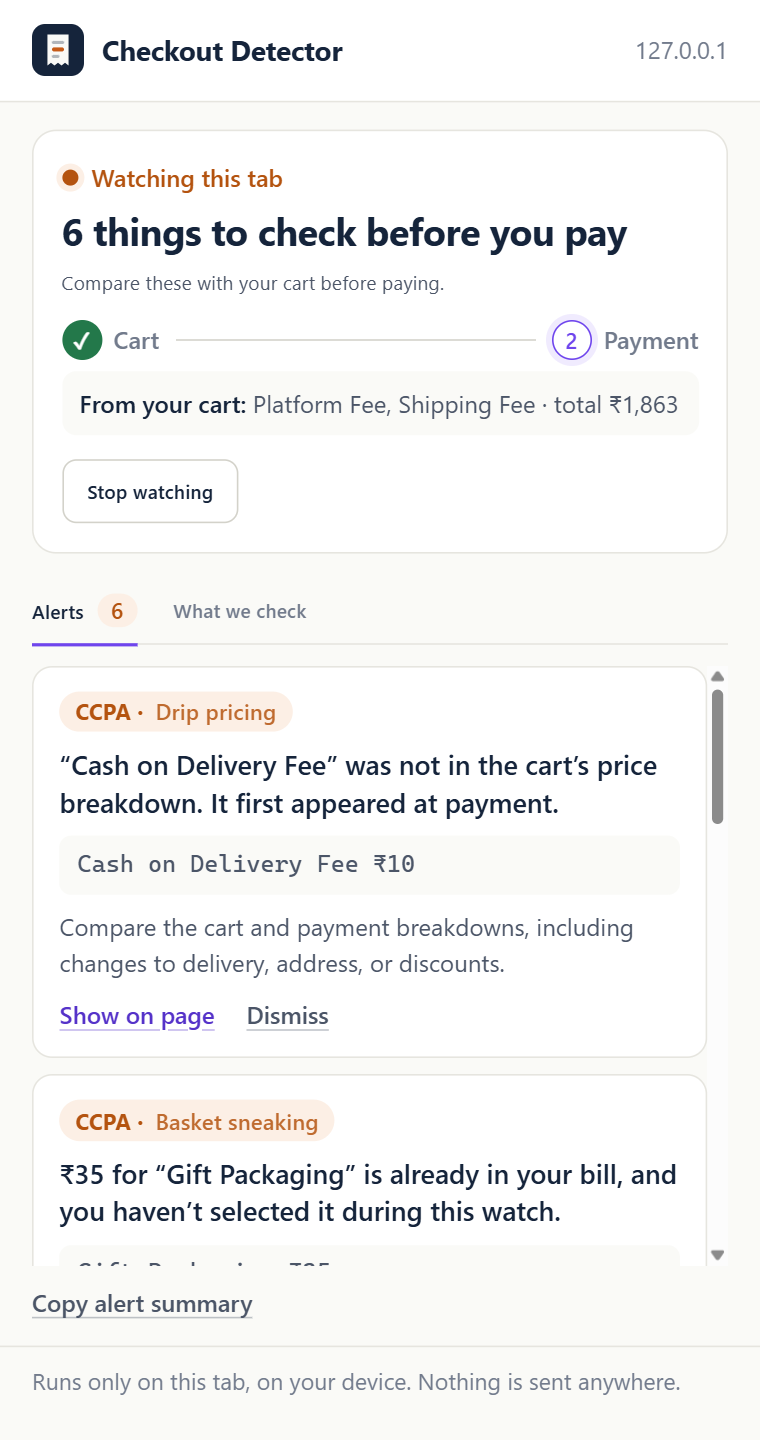 Checkout Detector
127.0.0.1
Watching this tab
6 things to check before you pay
Compare these with your cart before paying.
✓ Cart
2 Payment
From your cart: Platform Fee, Shipping Fee · total ₹1,863
Stop watching
Alerts 6
What we check
CCPA · Drip pricing
“Cash on Delivery Fee” was not in the cart’s price
breakdown. It first appeared at payment.
Cash on Delivery Fee ₹10
Compare the cart and payment breakdowns, including
changes to delivery, address, or discounts.
Show on page
Dismiss
CCPA · Basket sneaking
₹35 for “Gift Packaging” is already in your bill, and
you haven’t selected it during this watch.
Copy alert summary
Runs only on this tab, on your device. Nothing is sent anywhere.